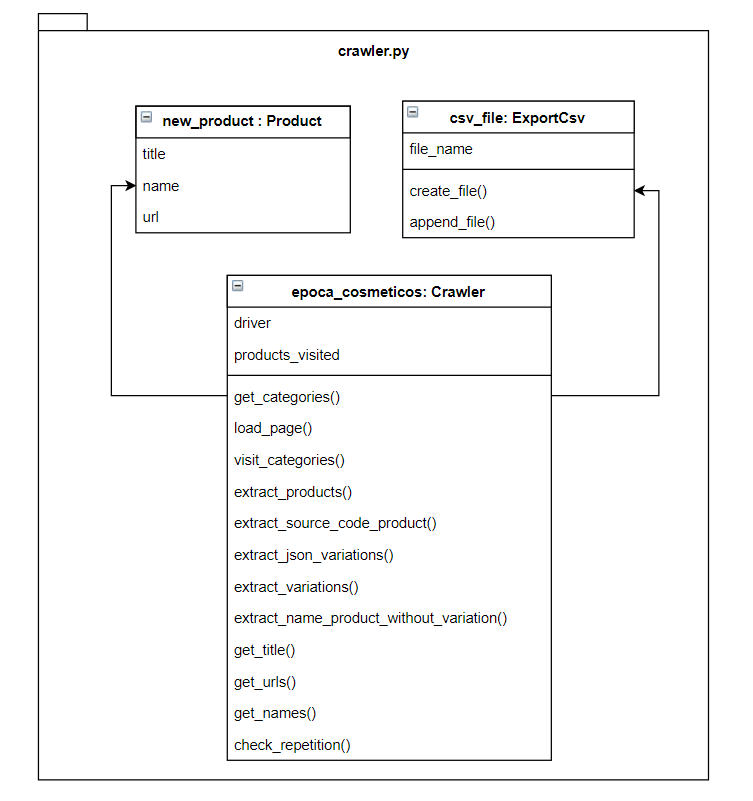 crawler.py
new_product : Product
title
name
url
csv_file: ExportCsv
file_name
create_file()
append_file()
epoca_cosmeticos: Crawler
driver
products_visited
get_categories()
load_page()
visit_categories()
extract_products()
extract_source_code_product()
extract_json_variations()
extract_variations()
extract_name_product_without_variation()
get_title()
get_urls()
get_names()
check_repetition()